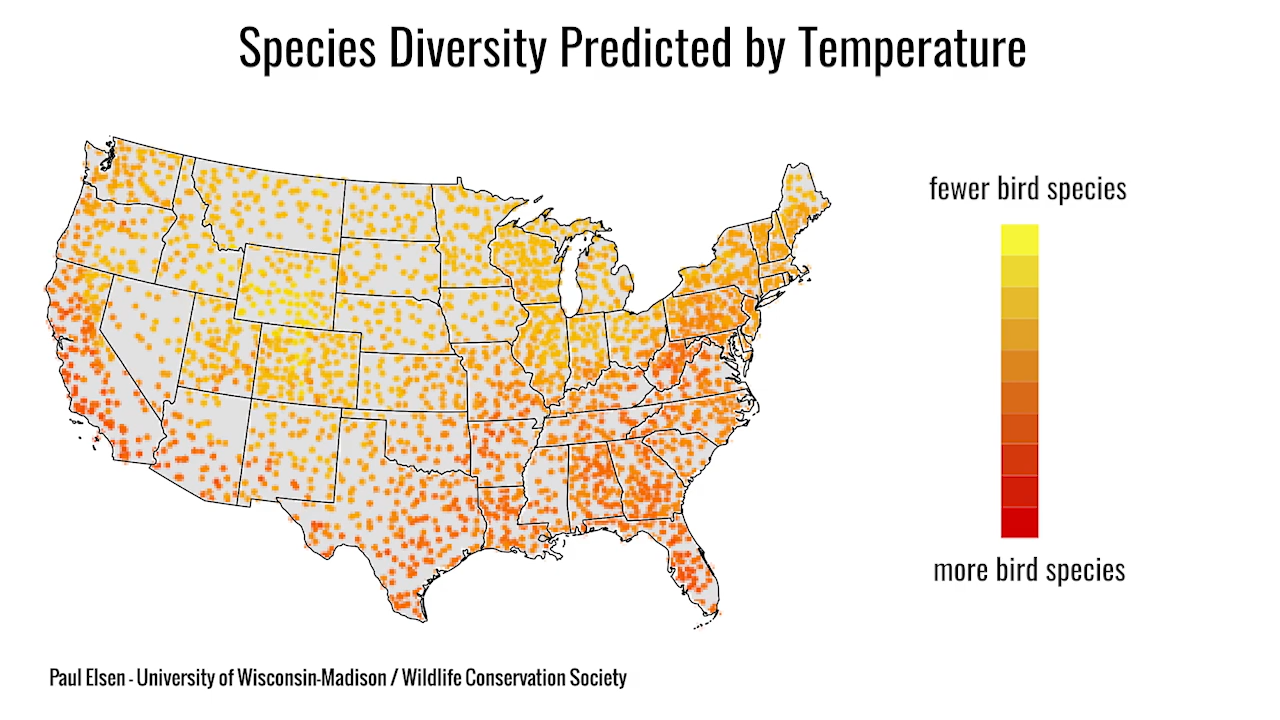 Species Diversity Predicted by Temperature
fewer bird species
more bird species
Paul Elsen - University of Wisconsin-Madison / Wildlife Conservation Society